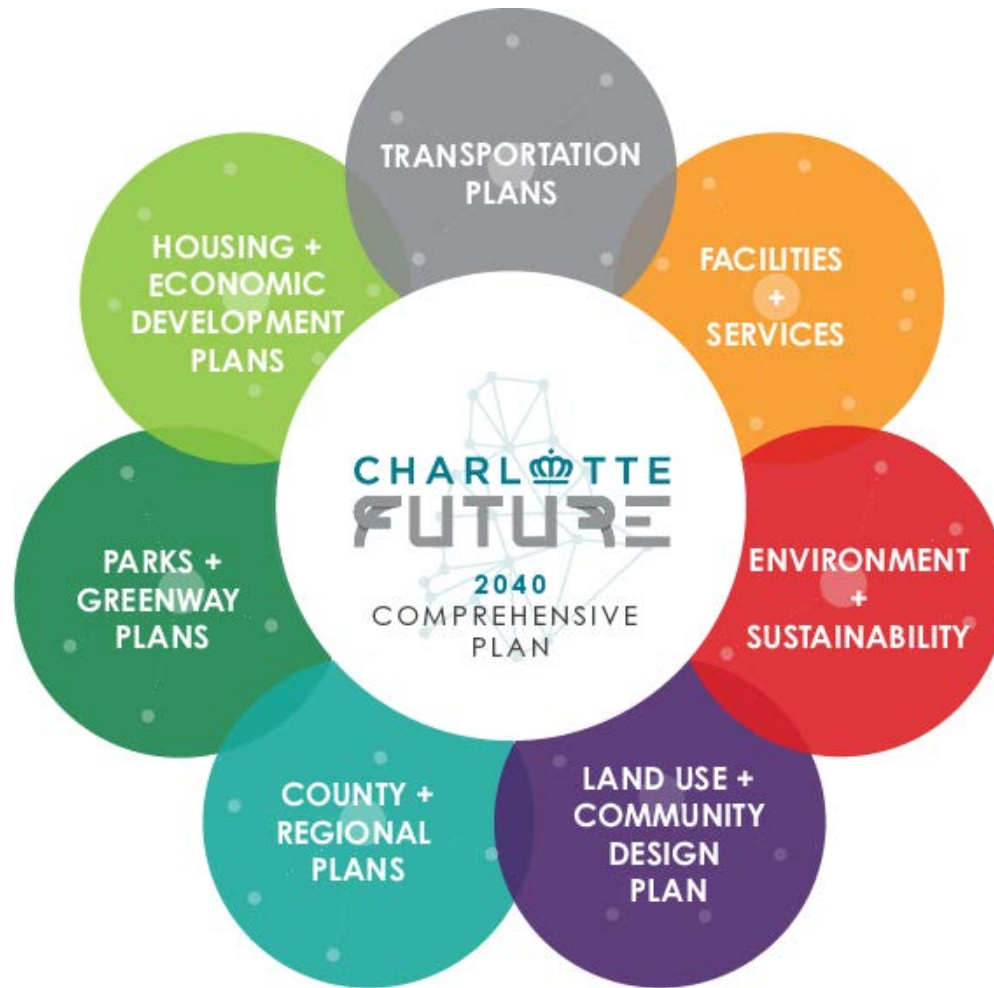 TRANSPORTATION
PLANS
FACILITIES
+
SERVICES
ENVIRONMENT
+
SUSTAINABILITY
LAND USE +
COMMUNITY
DESIGN
PLAN
COUNTY +
REGIONAL
PLANS
PARKS +
GREENWAY
PLANS
HOUSING +
ECONOMIC
DEVELOPMENT
PLANS
CHARLOTTE
FUTURE
2040
COMPREHENSIVE
PLAN